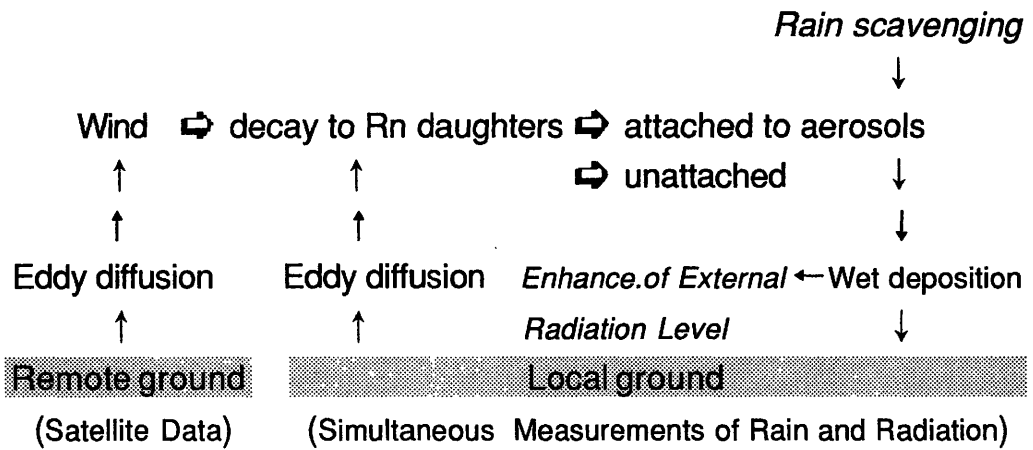 Rain scavenging
Wind ⇨ decay to Rn daughters ⇨ attached to aerosols
⇨ unattached
Eddy diffusion Eddy diffusion Enhance.of External ← Wet deposition
Radiation Level
Remote ground Local ground
(Satellite Data) (Simultaneous Measurements of Rain and Radiation)